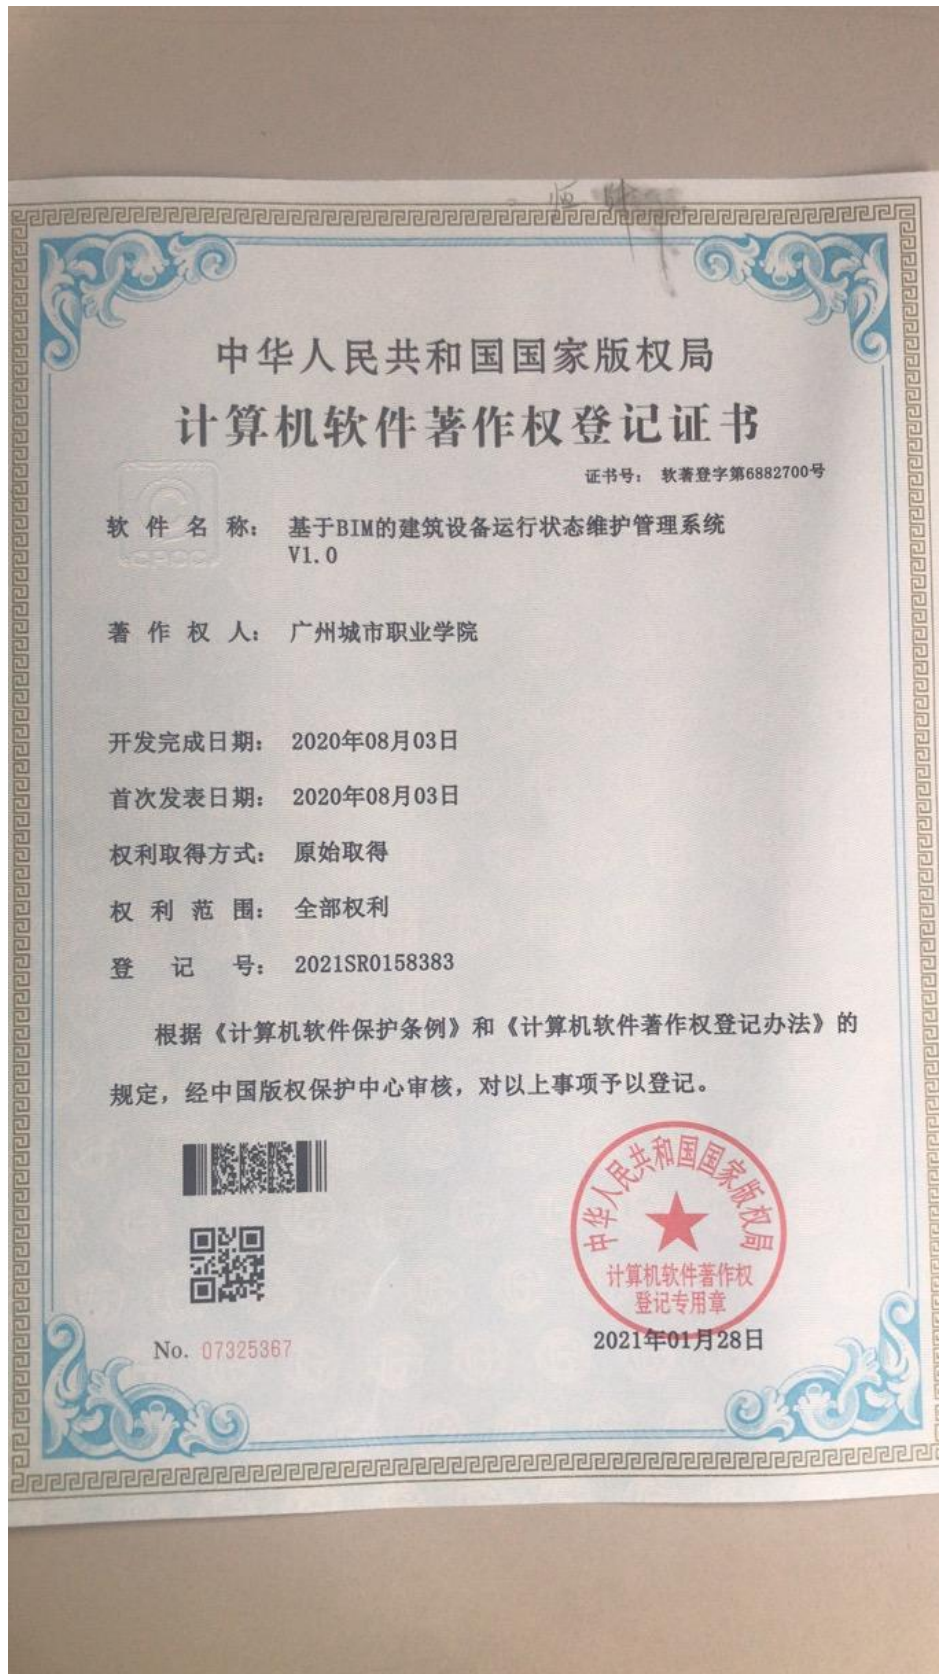 中华人民共和国国家版权局
计算机软件著作权登记证书
证书号： 软著登字第6882700号
软件名称： 基于BIM的建筑设备运行状态维护管理系统
V1.0
著作权人： 广州城市职业学院
开发完成日期： 2020年08月03日
首次发表日期： 2020年08月03日
权利取得方式： 原始取得
权利范围： 全部权利
登记号： 2021SR0158383
根据《计算机软件保护条例》和《计算机软件著作权登记办法》的
规定，经中国版权保护中心审核，对以上事项予以登记。
中华人民共和国国家版权局
计算机软件著作权
登记专用章
No. 07325367
2021年01月28日